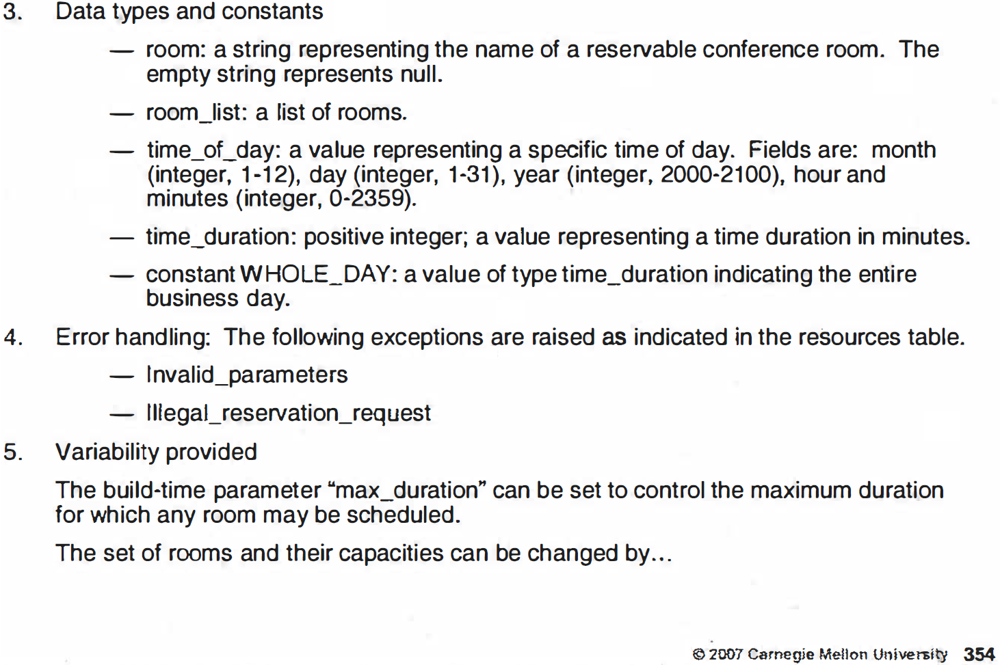 3. Data types and constants
— room: a string representing the name of a reservable conference room. The
empty string represents null.
— room_list: a list of rooms.
— time_of_day: a value representing a specific time of day. Fields are: month
(integer, 1-12), day (integer, 1-31), year (integer, 2000-2100), hour and
minutes (integer, 0-2359).
— time_duration: positive integer; a value representing a time duration in minutes.
— constant WHOLE_DAY: a value of type time_duration indicating the entire
business day.
4. Error handling: The following exceptions are raised as indicated in the resources table.
— Invalid_parameters
— Illegal_reservation_request
5. Variability provided
The build-time parameter “max_duration” can be set to control the maximum duration
for which any room may be scheduled.
The set of rooms and their capacities can be changed by...
© 2007 Carnegie Mellon University 354